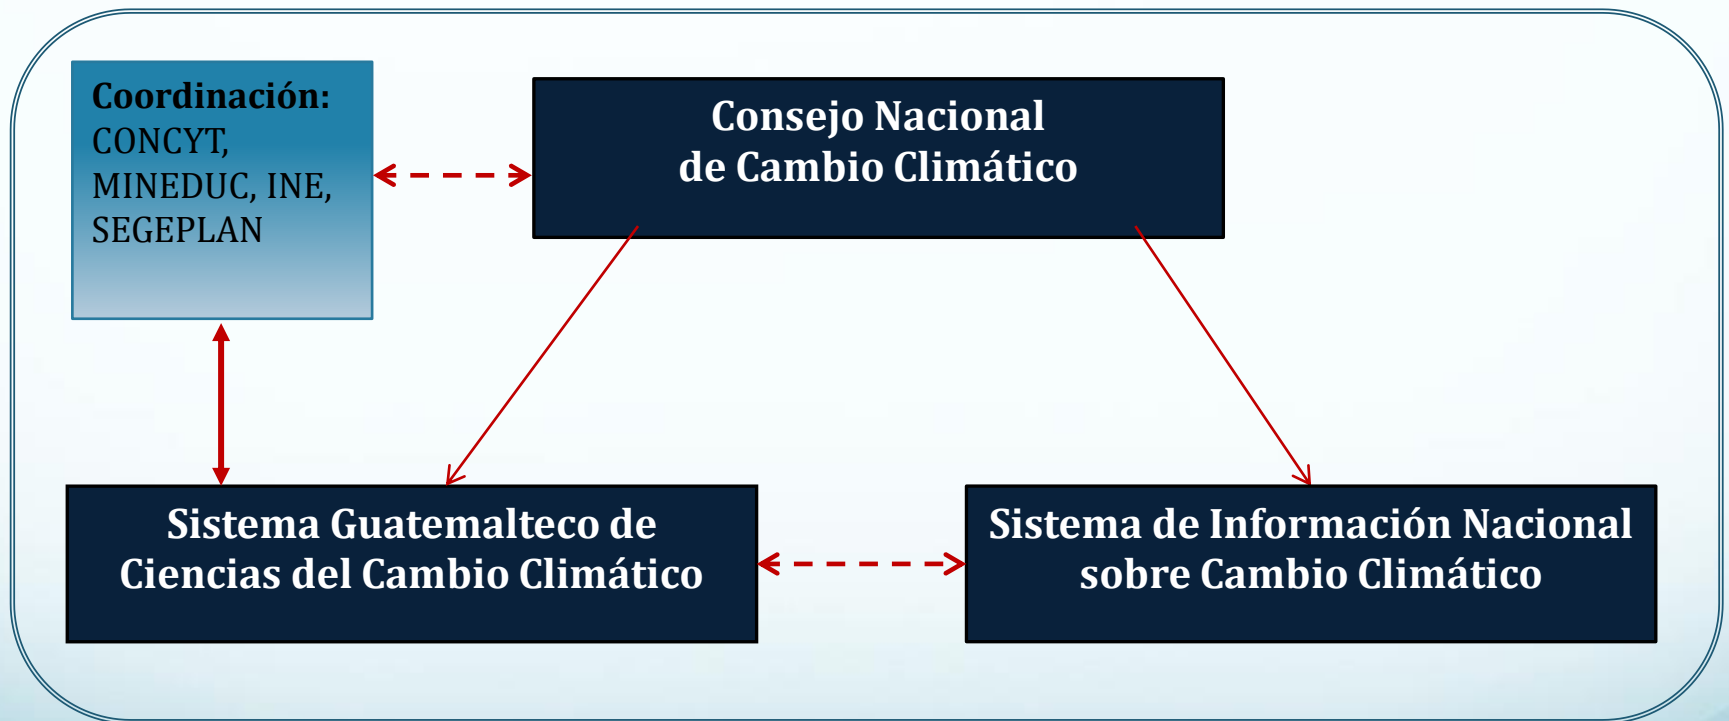 Coordinación:
CONCYT,
MINEDUC, INE,
SEGEPLAN
Consejo Nacional
de Cambio Climático
Sistema Guatemalteco de
Ciencias del Cambio Climático
Sistema de Información Nacional
sobre Cambio Climático